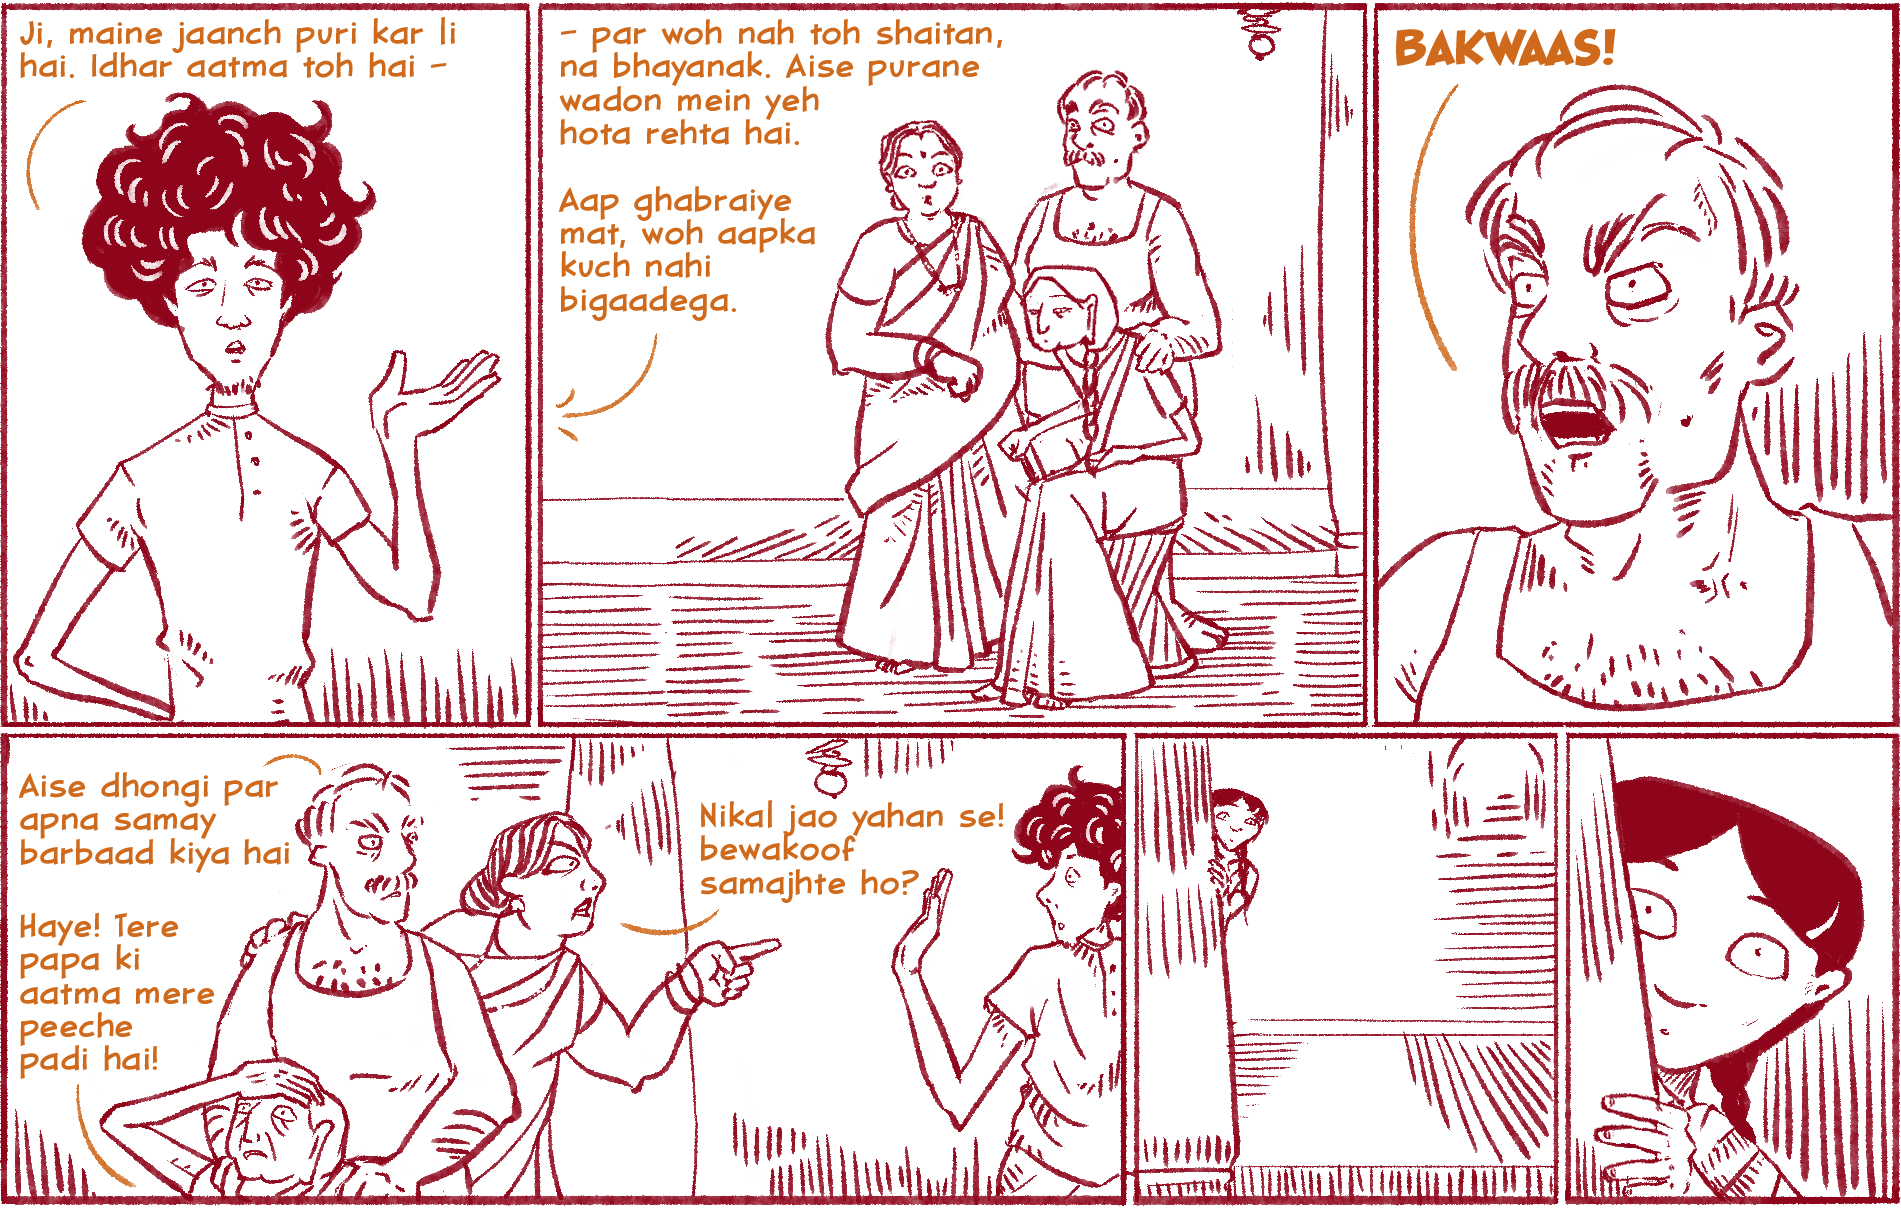 Ji, maine jaanch puri kar li
hai. Idhar aatma toh hai -
- par woh nah toh shaitan,
na bhayanak. Aise purane
wadon mein yeh
hota rehta hai.
Aap ghabraiye
mat, woh aapka
kuch nahi
bigaadega.
BAKWAAS!
Aise dhongi par
apna samay
barbaad kiya hai
Haye! Tere
papa ki
aatma mere
peeche
padi hai!
Nikal jao yahan se!
bewakoof
samajhte ho?